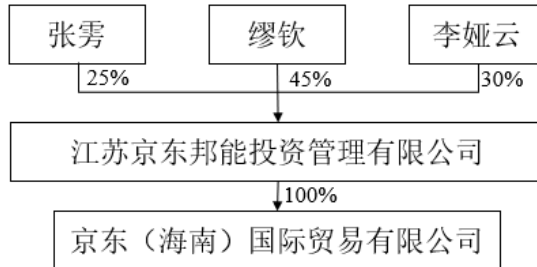 张雱 缪钦 李娅云
25% 45% 30%
江苏京东邦能投资管理有限公司
100%
京东（海南）国际贸易有限公司